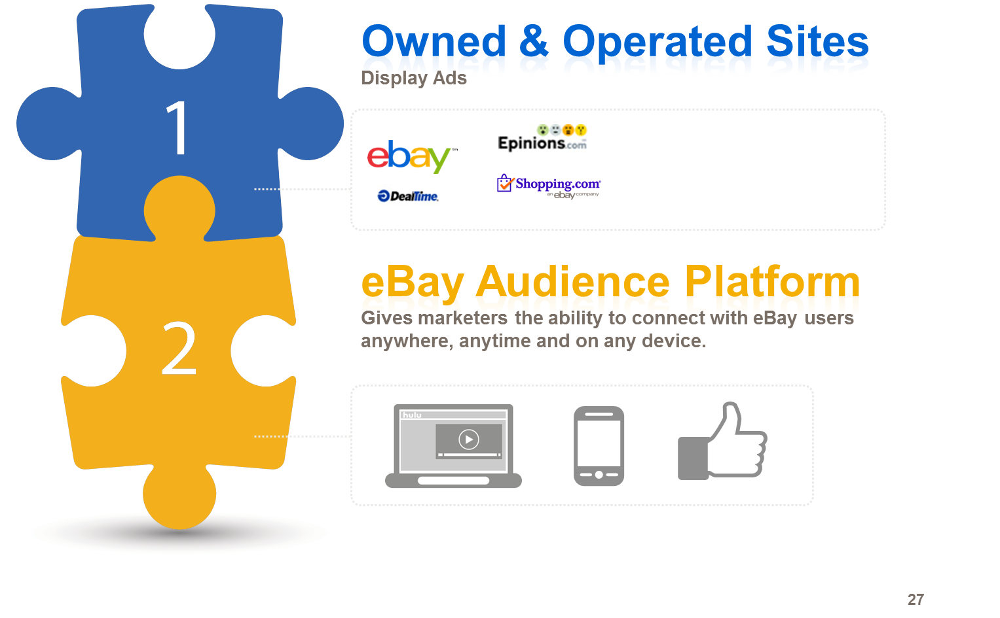 1
Owned & Operated Sites
Display Ads
ebay™
Epinions.com
DealTime.
Shopping.com®
an ebay company
2
eBay Audience Platform
Gives marketers the ability to connect with eBay users
anywhere, anytime and on any device.
hulu
27